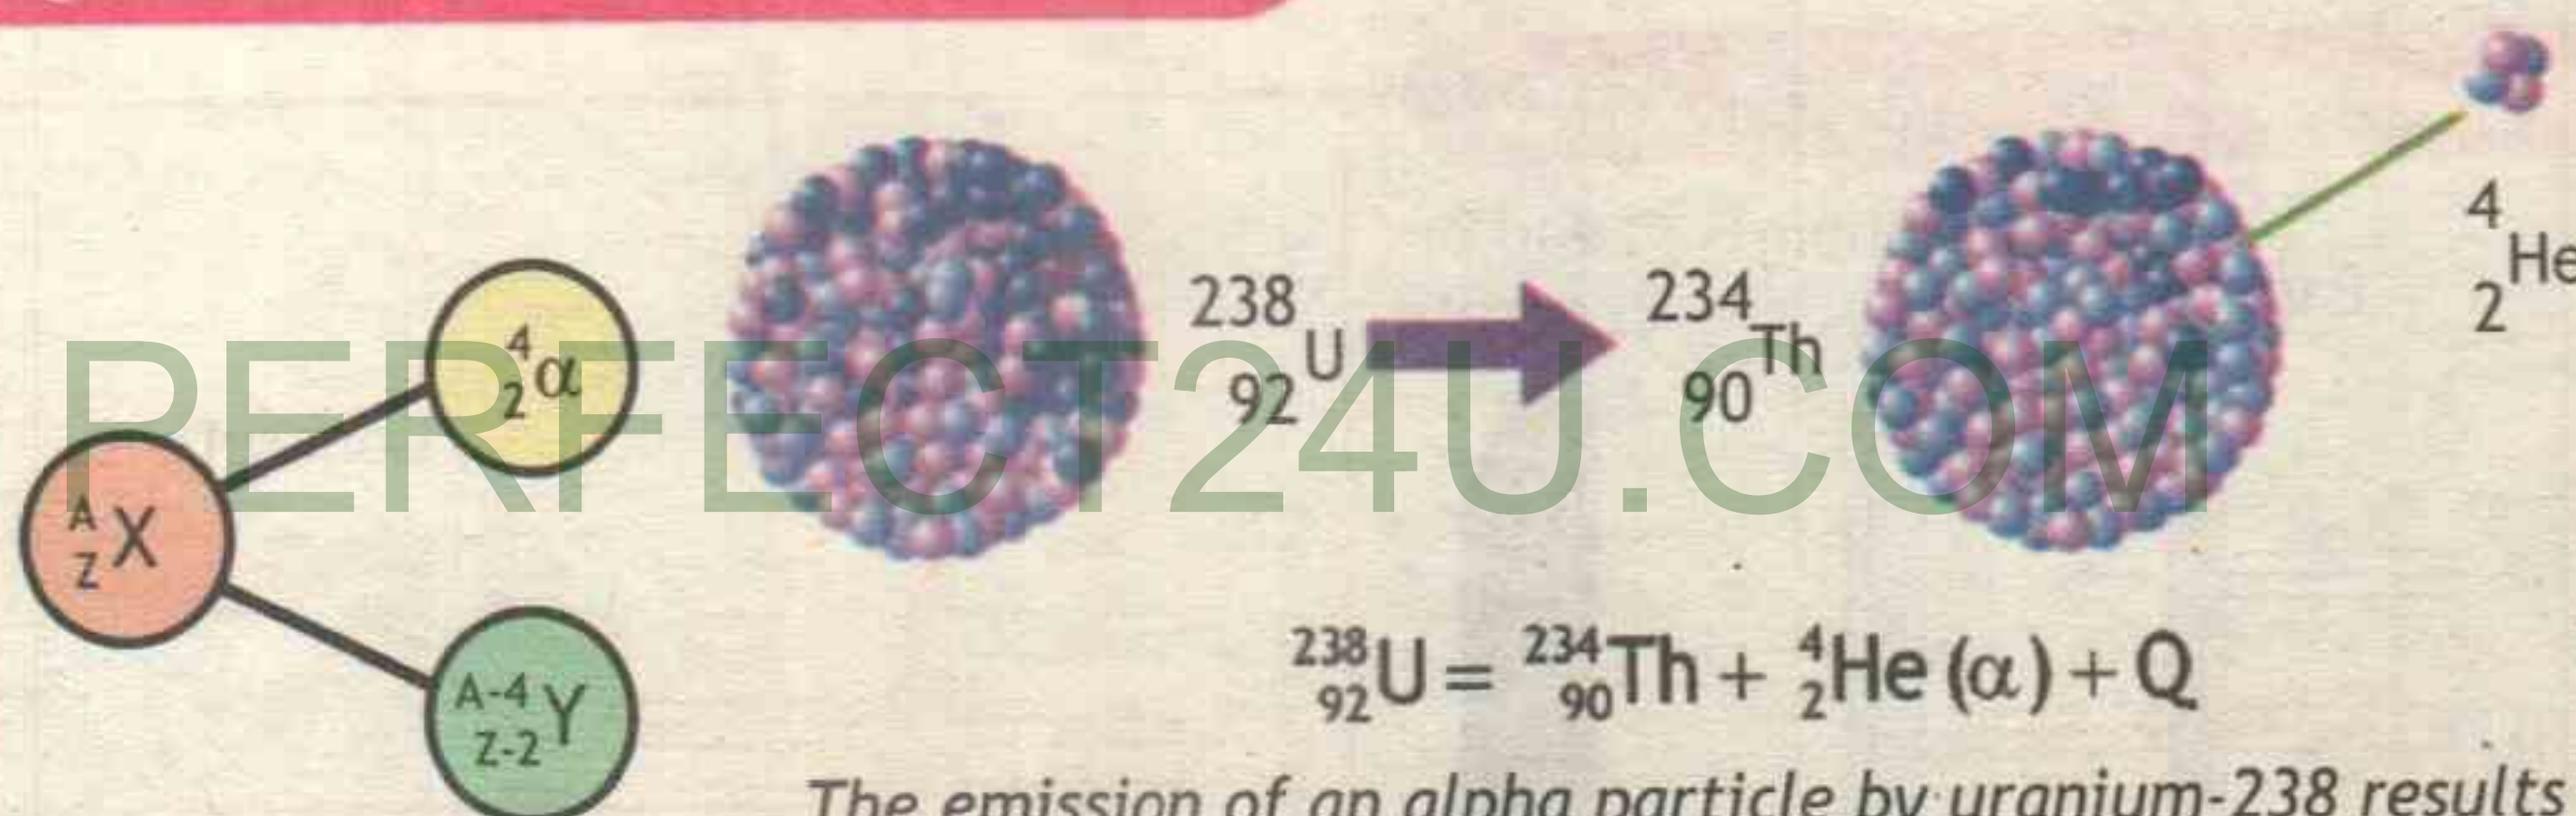 ⁴₂α
ᴬ_Z X
ᴬ⁻⁴_Z-2 Y
²³⁸₉₂U
²³⁴₉₀Th
⁴₂He
²³⁸₉₂U = ²³⁴₉₀Th + ⁴₂He (α) + Q
The emission of an alpha particle by uranium-238 results
PERFECT24U.COM